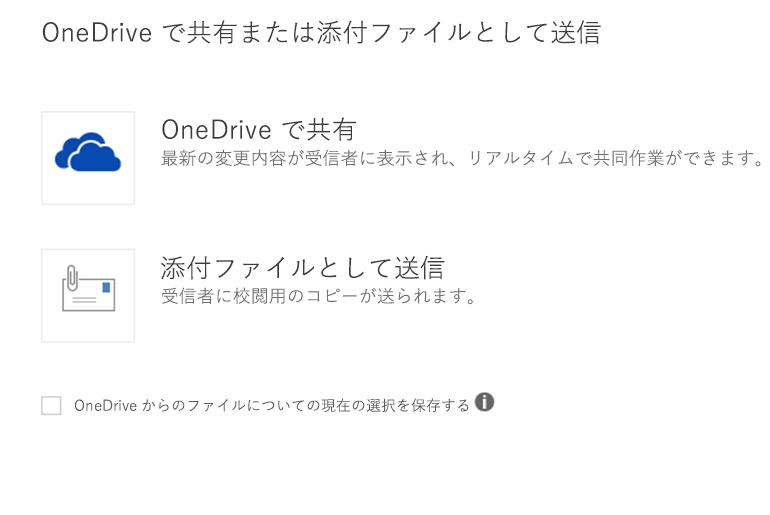 OneDrive で共有または添付ファイルとして送信
OneDrive で共有
最新の変更内容が受信者に表示され、リアルタイムで共同作業ができます。
添付ファイルとして送信
受信者に校閲用のコピーが送られます。
OneDrive からのファイルについての現在の選択を保存する